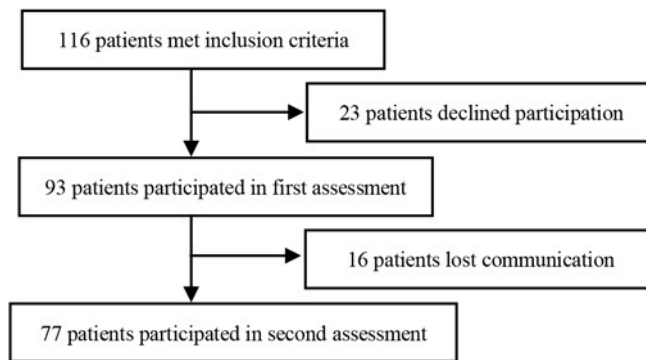 116 patients met inclusion criteria
23 patients declined participation
93 patients participated in first assessment
16 patients lost communication
77 patients participated in second assessment